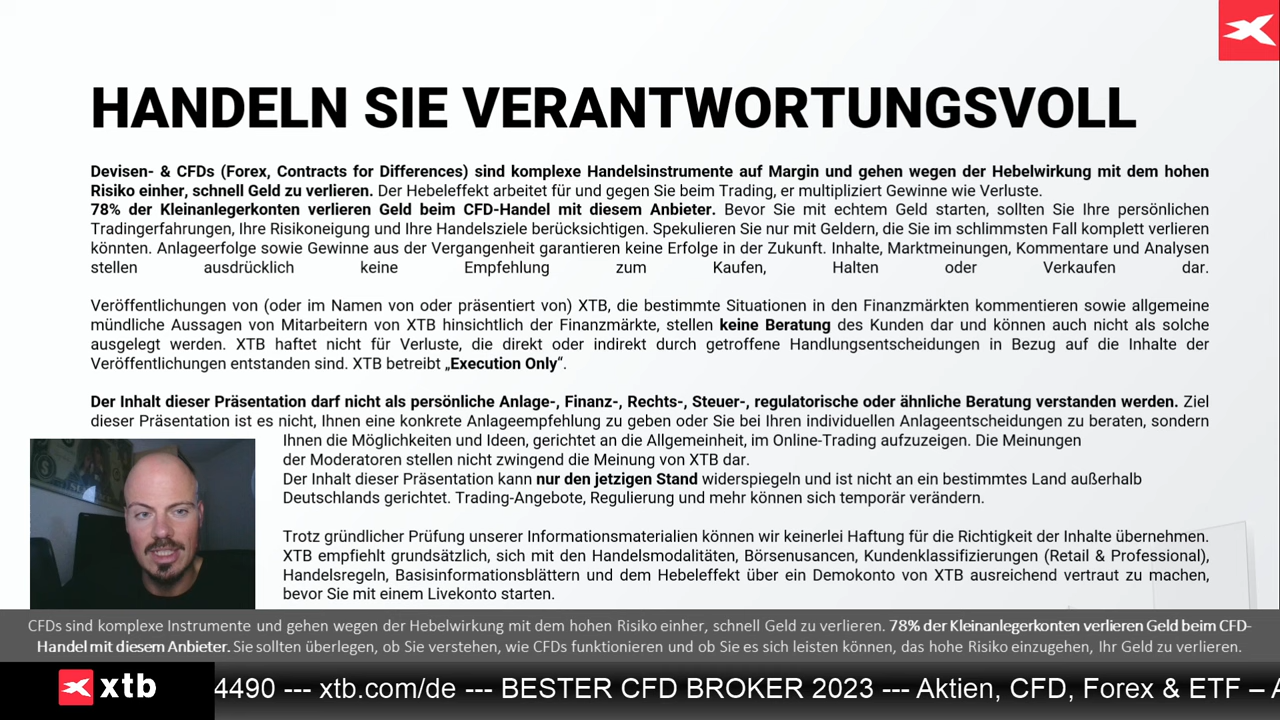 HANDELN SIE VERANTWORTUNGSVOLL
Devisen- & CFDs (Forex, Contracts for Differences) sind komplexe Handelsinstrumente auf Margin und gehen wegen der Hebelwirkung mit dem hohen
Risiko einher, schnell Geld zu verlieren. Der Hebeleffekt arbeitet für und gegen Sie beim Trading, er multipliziert Gewinne wie Verluste.
78% der Kleinanlegerkonten verlieren Geld beim CFD-Handel mit diesem Anbieter. Bevor Sie mit echtem Geld starten, sollten Sie Ihre persönlichen
Tradingerfahrungen, Ihre Risikoneigung und Ihre Handelsziele berücksichtigen. Spekulieren Sie nur mit Geldern, die Sie im schlimmsten Fall komplett verlieren
könnten. Anlageerfolge sowie Gewinne aus der Vergangenheit garantieren keine Erfolge in der Zukunft. Inhalte, Marktmeinungen, Kommentare und Analysen
stellen ausdrücklich keine Empfehlung zum Kaufen, Halten oder Verkaufen dar.
Veröffentlichungen von (oder im Namen von oder präsentiert von) XTB, die bestimmte Situationen in den Finanzmärkten kommentieren sowie allgemeine
mündliche Aussagen von Mitarbeitern von XTB hinsichtlich der Finanzmärkte, stellen keine Beratung des Kunden dar und können auch nicht als solche
ausgelegt werden. XTB haftet nicht für Verluste, die direkt oder indirekt durch getroffene Handlungsentscheidungen in Bezug auf die Inhalte der
Veröffentlichungen entstanden sind. XTB betreibt „Execution Only“.
Der Inhalt dieser Präsentation darf nicht als persönliche Anlage-, Finanz-, Rechts-, Steuer-, regulatorische oder ähnliche Beratung verstanden werden. Ziel
dieser Präsentation ist es nicht, Ihnen eine konkrete Anlageempfehlung zu geben oder Sie bei Ihren individuellen Anlageentscheidungen zu beraten, sondern
Ihnen die Möglichkeiten und Ideen, gerichtet an die Allgemeinheit, im Online-Trading aufzuzeigen. Die Meinungen
der Moderatoren stellen nicht zwingend die Meinung von XTB dar.
Der Inhalt dieser Präsentation kann nur den jetzigen Stand widerspiegeln und ist nicht an ein bestimmtes Land außerhalb
Deutschlands gerichtet. Trading-Angebote, Regulierung und mehr können sich temporär verändern.
Trotz gründlicher Prüfung unserer Informationsmaterialien können wir keinerlei Haftung für die Richtigkeit der Inhalte übernehmen.
XTB empfiehlt grundsätzlich, sich mit den Handelsmodalitäten, Börsenusancen, Kundenklassifizierungen (Retail & Professional),
Handelsregeln, Basisinformationsblättern und dem Hebeleffekt über ein Demokonto von XTB ausreichend vertraut zu machen,
bevor Sie mit einem Livekonto starten.
CFDs sind komplexe Instrumente und gehen wegen der Hebelwirkung mit dem hohen Risiko einher, schnell Geld zu verlieren. 78% der Kleinanlegerkonten verlieren Geld beim CFD-
Handel mit diesem Anbieter. Sie sollten überlegen, ob Sie verstehen, wie CFDs funktionieren und ob Sie es sich leisten können, das hohe Risiko einzugehen, Ihr Geld zu verlieren.
xtb 4490 --- xtb.com/de --- BESTER CFD BROKER 2023 --- Aktien, CFD, Forex & ETF –